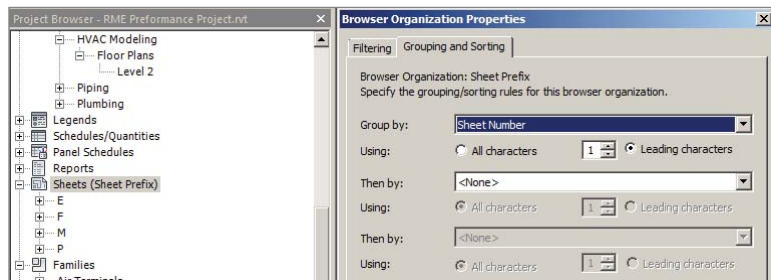 Project Browser - RME Preformance Project.rvt
HVAC Modeling
Floor Plans
Level 2
Piping
Plumbing
Legends
Schedules/Quantities
Panel Schedules
Reports
Sheets (Sheet Prefix)
E
F
M
P
Families
Air Terminals
Browser Organization Properties
Filtering
Grouping and Sorting
Browser Organization: Sheet Prefix
Specify the grouping/sorting rules for this browser organization.
Group by: Sheet Number
Using: All characters 1 Leading characters
Then by: <None>
Using: All characters 1 Leading characters
Then by: <None>
Using: All characters 1 Leading characters